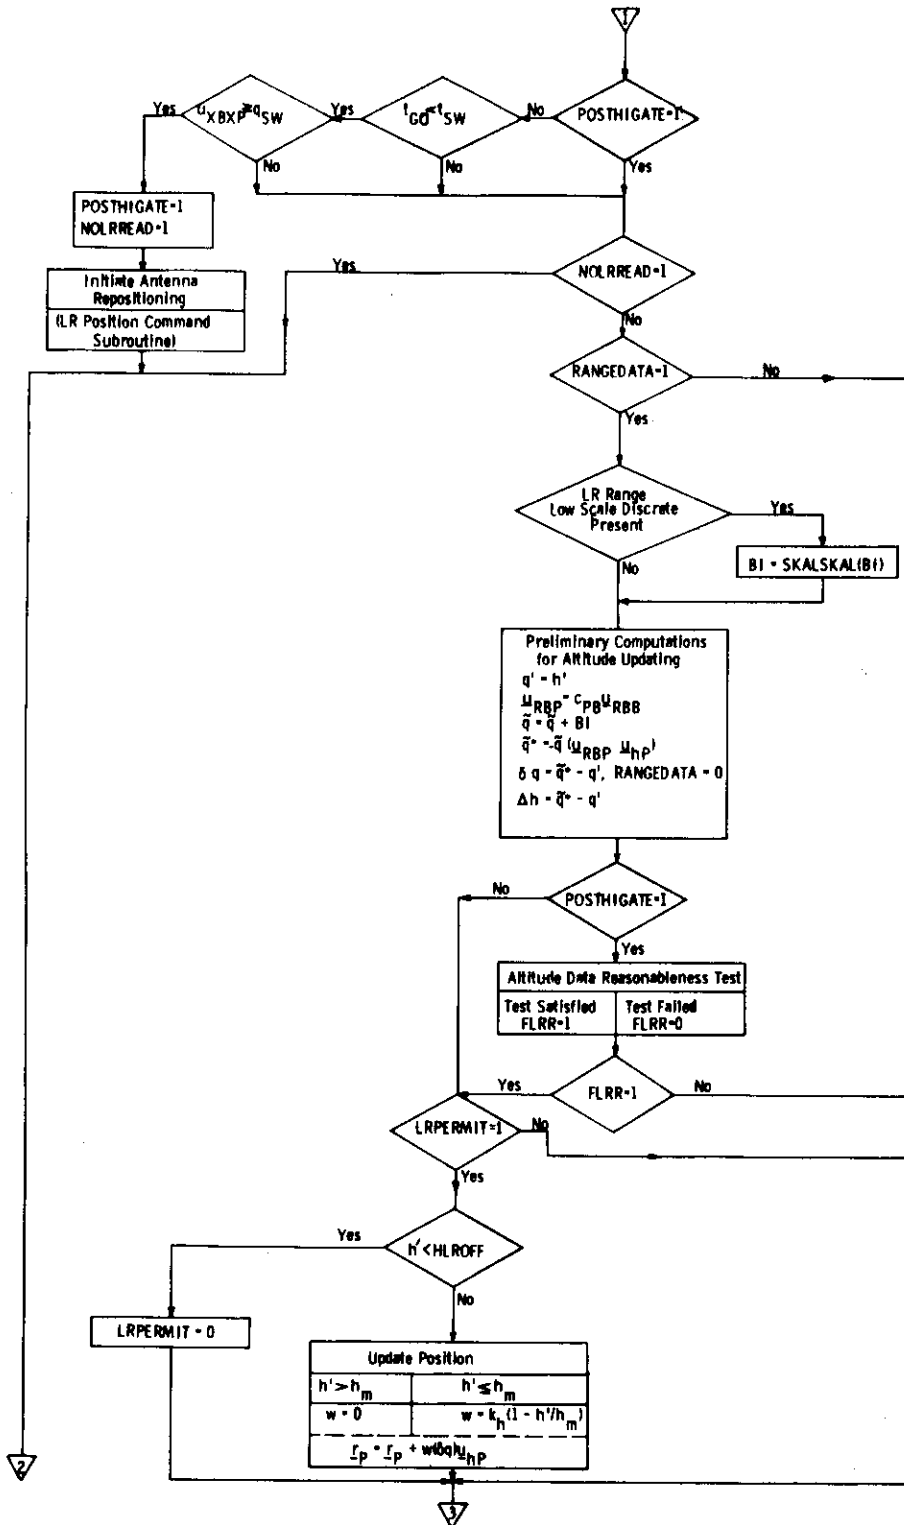 1
POSTHIGATE=1
No
Yes
t_GO<t_SW
Yes
No
u_XBXP≥q_SW
Yes
No
POSTHIGATE=1
NOLRREAD=1
Initiate Antenna
Repositioning
(LR Position Command
Subroutine)
NOLRREAD=1
Yes
No
RANGEDATA=1
No
Yes
LR Range
Low Scale Discrete
Present
Yes
No
BI = SKALSKAL(BI)
Preliminary Computations
for Altitude Updating
q' = h'
u_RBP = C_PB u_RBB
q̃ = q̃ + BI
q̃* = -q̃ (u_RBP u_hP)
δ q = q̃* - q', RANGEDATA = 0
Δh = q̃* - q'
POSTHIGATE=1
No
Yes
Altitude Data Reasonableness Test
Test Satisfied
FLRR=1
Test Failed
FLRR=0
FLRR=1
Yes
No
LRPERMIT=1
No
Yes
h' < HLROFF
Yes
No
LRPERMIT = 0
Update Position
h' > h_m
h' ≤ h_m
w = 0
w = k_h (1 - h'/h_m)
r_P = r_P + w(δq)u_hP
2
3